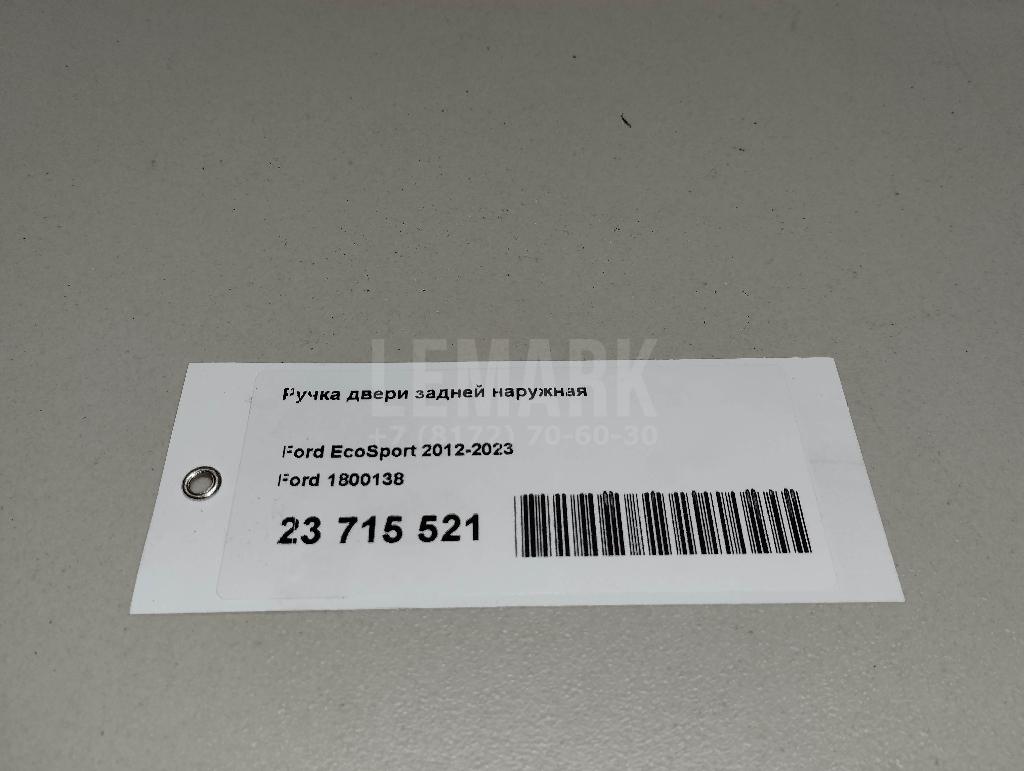 LEMARK
+7 (8172) 70-60-30
Ручка двери задней наружная
Ford EcoSport 2012-2023
Ford 1800138
23 715 521